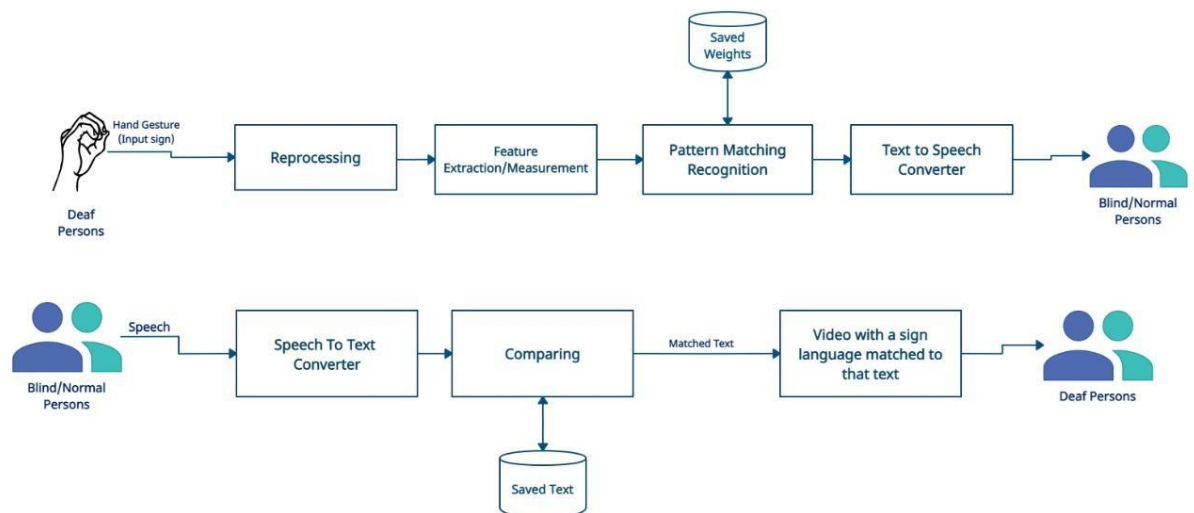 Saved
Weights
Hand Gesture
(Input sign)
Reprocessing
Feature
Extraction/Measurement
Pattern Matching
Recognition
Text to Speech
Converter
Deaf
Persons
Blind/Normal
Persons
Speech
Speech To Text
Converter
Comparing
Matched Text
Video with a sign
language matched to
that text
Blind/Normal
Persons
Deaf Persons
Saved Text